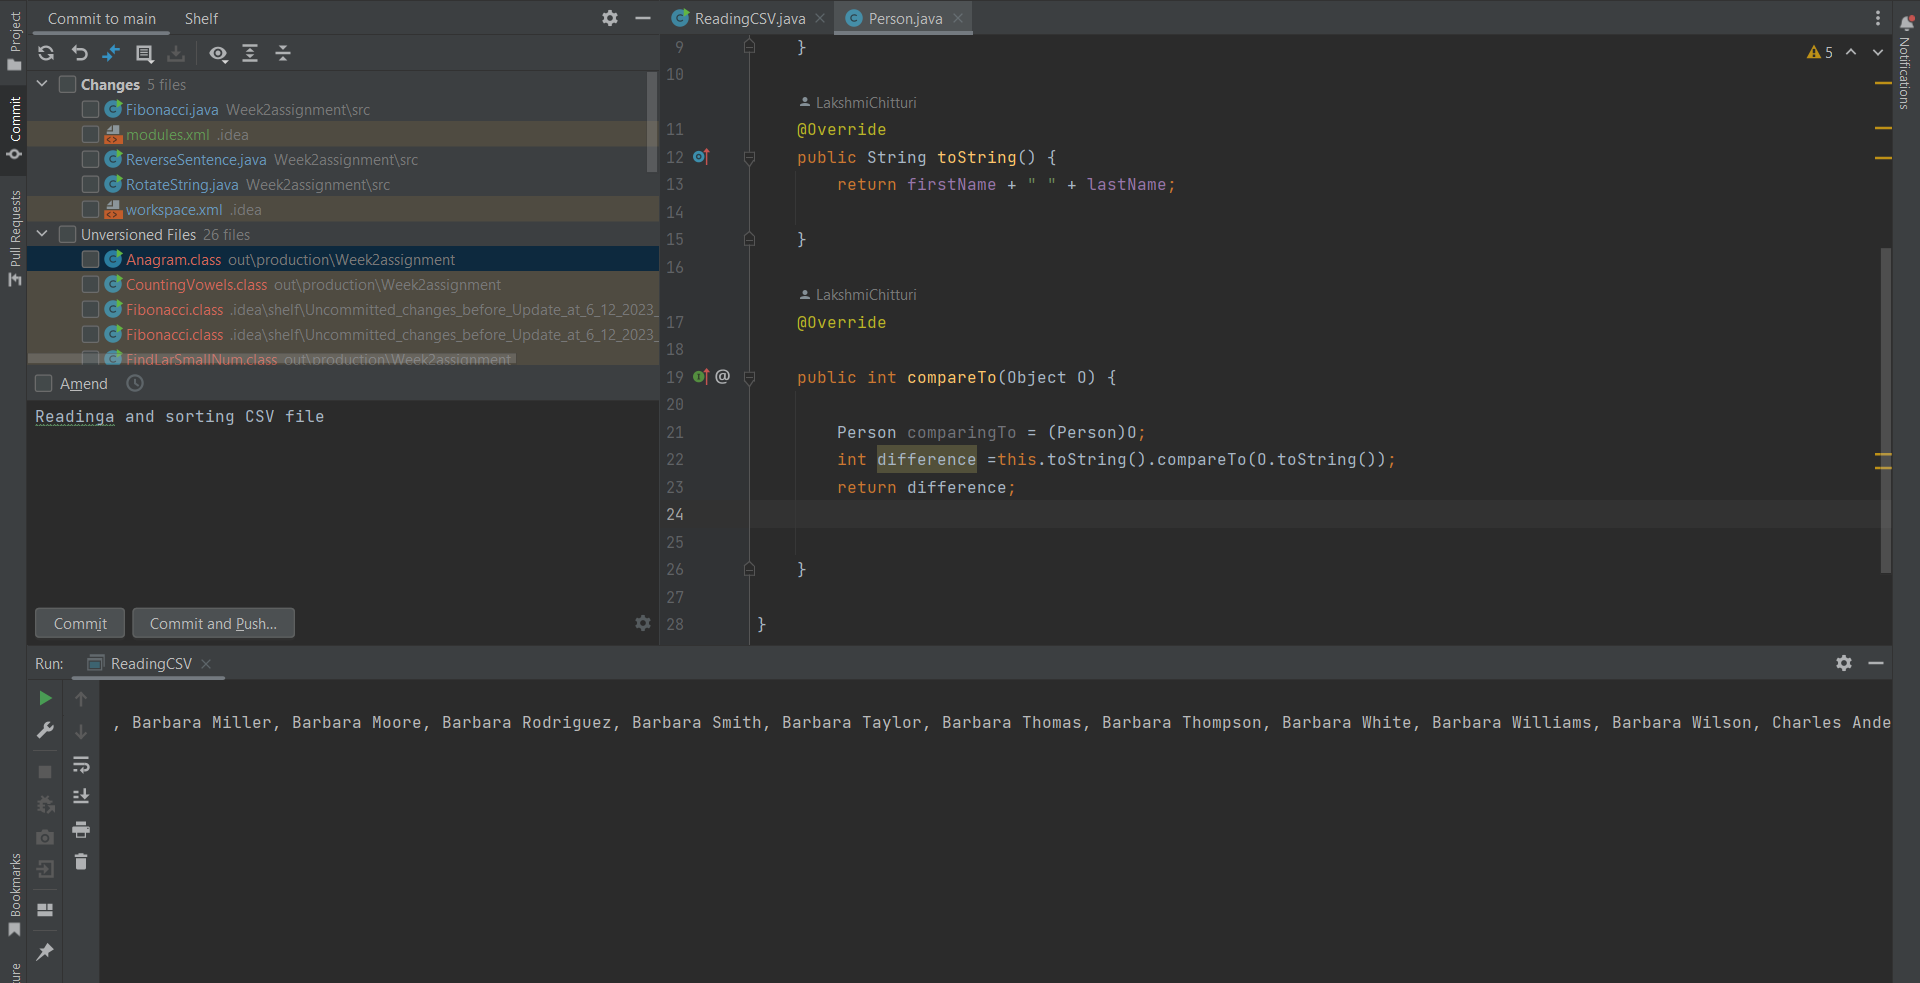 Project
Commit
Pull Requests
Bookmarks
ture
Commit to main Shelf
Changes 5 files
Fibonacci.java Week2assignment\src
modules.xml .idea
ReverseSentence.java Week2assignment\src
RotateString.java Week2assignment\src
workspace.xml .idea
Unversioned Files 26 files
Anagram.class out\production\Week2assignment
CountingVowels.class out\production\Week2assignment
Fibonacci.class .idea\shelf\Uncommitted_changes_before_Update_at_6_12_2023_
Fibonacci.class .idea\shelf\Uncommitted_changes_before_Update_at_6_12_2023_
FindLarSmallNum.class out\production\Week2assignment
Amend
Readinga and sorting CSV file
Commit Commit and Push...
ReadingCSV.java Person.java
5
9 }
10
LakshmiChitturi
11 @Override
12 public String toString() {
13 return firstName + " " + lastName;
14
15 }
16
LakshmiChitturi
17 @Override
18
19 @ public int compareTo(Object O) {
20
21 Person comparingTo = (Person)O;
22 int difference =this.toString().compareTo(O.toString());
23 return difference;
24
25
26 }
27
28 }
Notifications
Run: ReadingCSV
, Barbara Miller, Barbara Moore, Barbara Rodriguez, Barbara Smith, Barbara Taylor, Barbara Thomas, Barbara Thompson, Barbara White, Barbara Williams, Barbara Wilson, Charles Ande